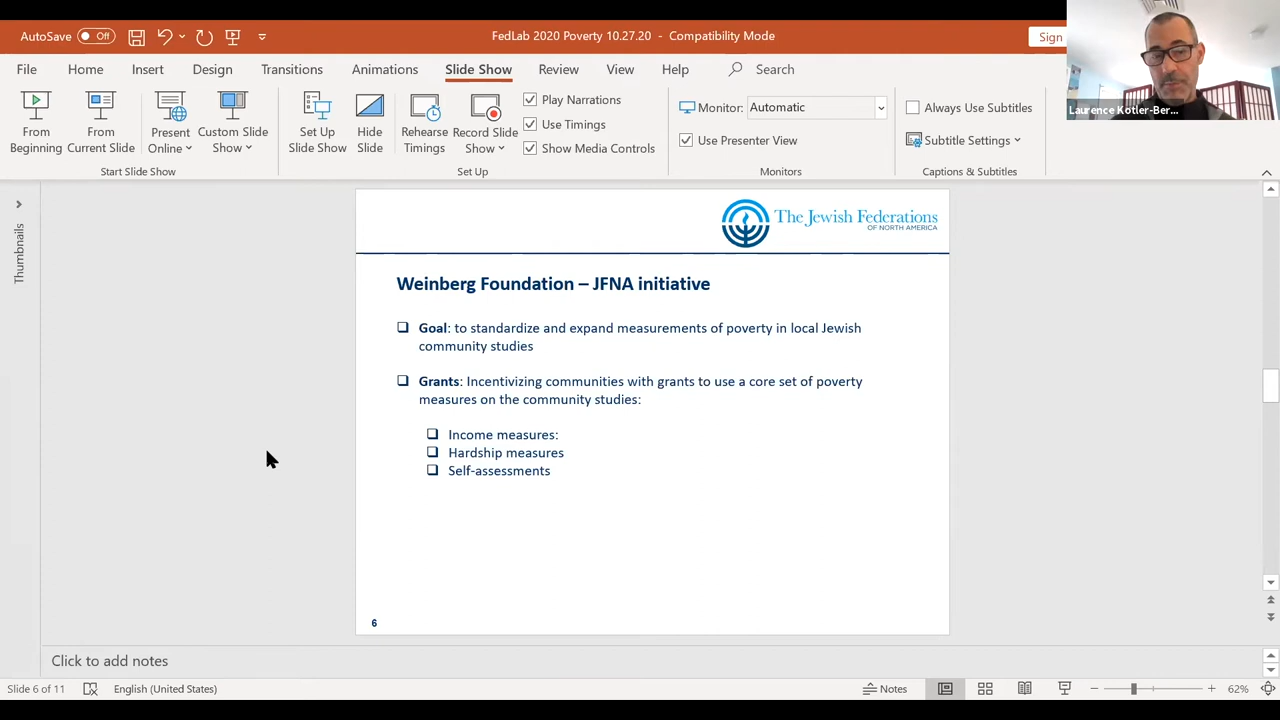 AutoSave Off
FedLab 2020 Poverty 10.27.20 - Compatibility Mode
Sign
File Home Insert Design Transitions Animations Slide Show Review View Help Search
From Beginning
From Current Slide
Present Online
Custom Slide Show
Start Slide Show
Set Up Slide Show
Hide Slide
Rehearse Timings
Record Slide Show
Play Narrations
Use Timings
Show Media Controls
Set Up
Monitor: Automatic
Use Presenter View
Monitors
Always Use Subtitles
Subtitle Settings
Captions & Subtitles
Laurence Kotler-Ber...
Thumbnails
The Jewish Federations
OF NORTH AMERICA
Weinberg Foundation – JFNA initiative
Goal: to standardize and expand measurements of poverty in local Jewish
community studies
Grants: Incentivizing communities with grants to use a core set of poverty
measures on the community studies:
Income measures:
Hardship measures
Self-assessments
6
Click to add notes
Slide 6 of 11 English (United States) Notes 62%